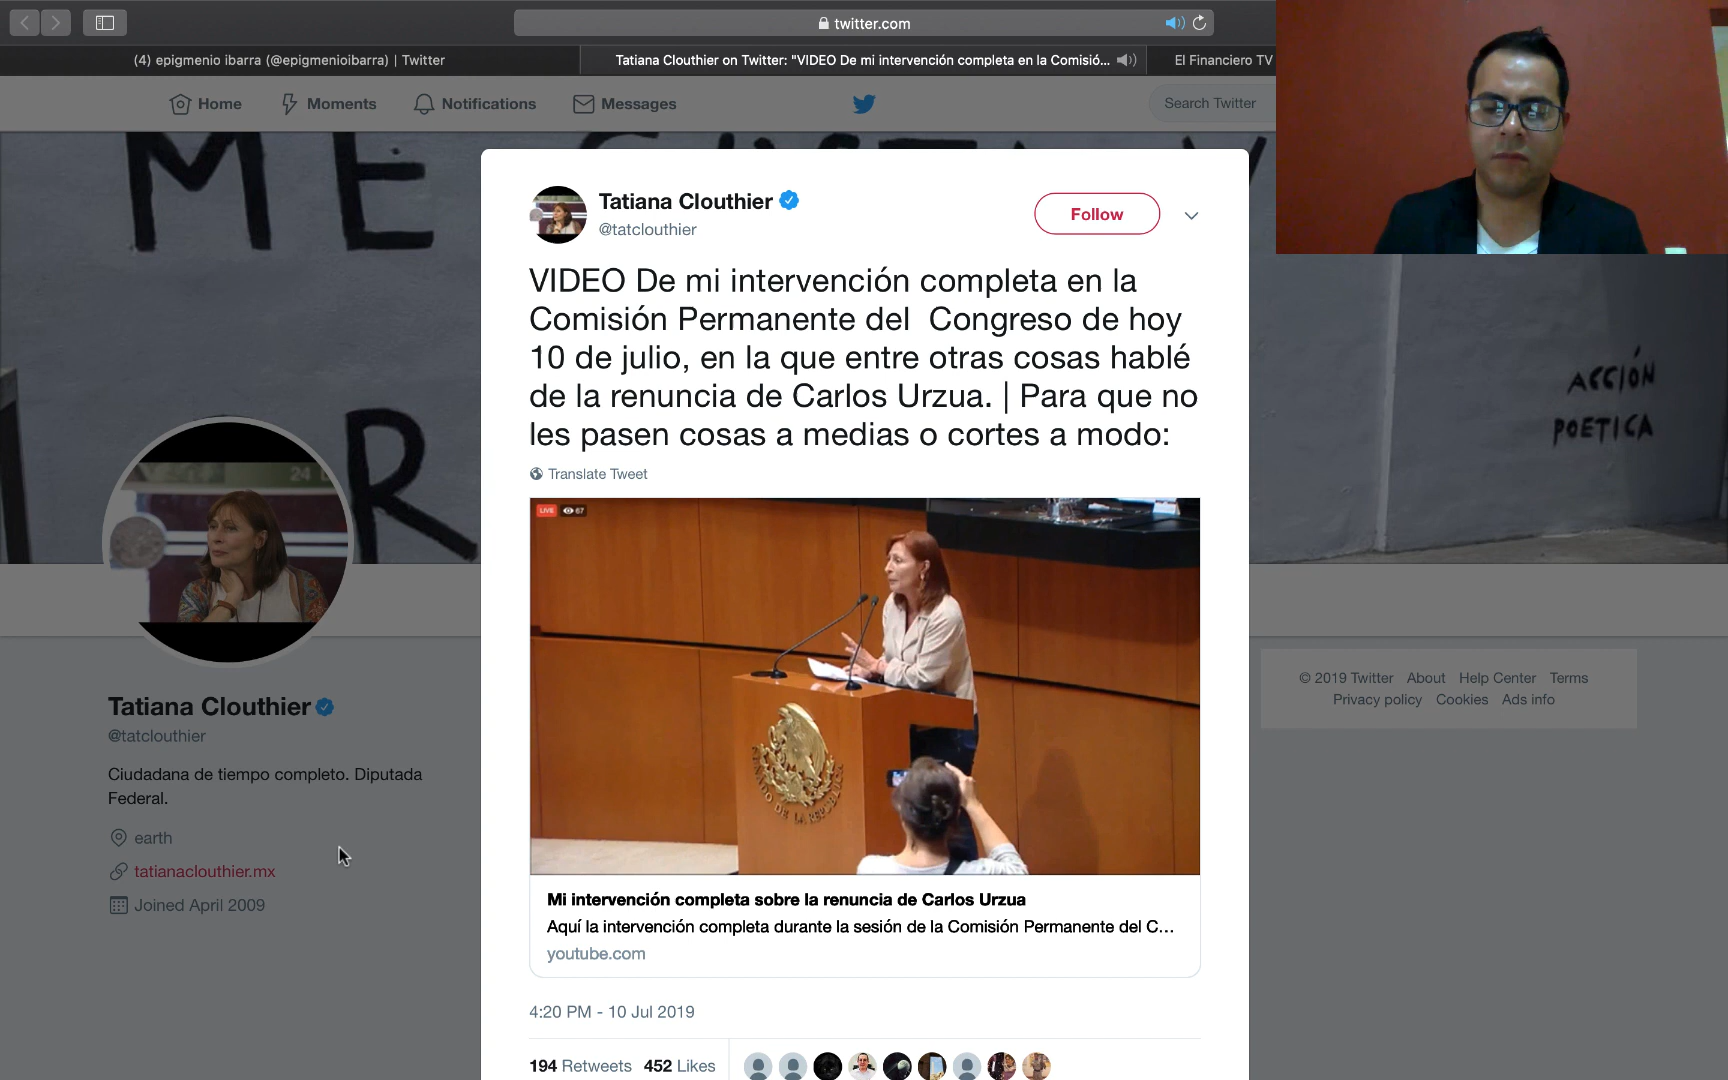 twitter.com
(4) epigmenio ibarra (@epigmenioibarra) | Twitter
Tatiana Clouthier on Twitter: "VIDEO De mi intervención completa en la Comisió...
El Financiero TV
Home
Moments
Notifications
Messages
Search Twitter
ME
R
ACCIÓN
POETICA
Tatiana Clouthier
@tatclouthier
Follow
VIDEO De mi intervención completa en la
Comisión Permanente del Congreso de hoy
10 de julio, en la que entre otras cosas hablé
de la renuncia de Carlos Urzua. | Para que no
les pasen cosas a medias o cortes a modo:
Translate Tweet
LIVE 67
24
SENADO DE LA REPUBLICA
Mi intervención completa sobre la renuncia de Carlos Urzua
Aquí la intervención completa durante la sesión de la Comisión Permanente del C...
youtube.com
4:20 PM - 10 Jul 2019
194 Retweets 452 Likes
Tatiana Clouthier
@tatclouthier
Ciudadana de tiempo completo. Diputada
Federal.
earth
tatianaclouthier.mx
Joined April 2009
© 2019 Twitter About Help Center Terms
Privacy policy Cookies Ads info